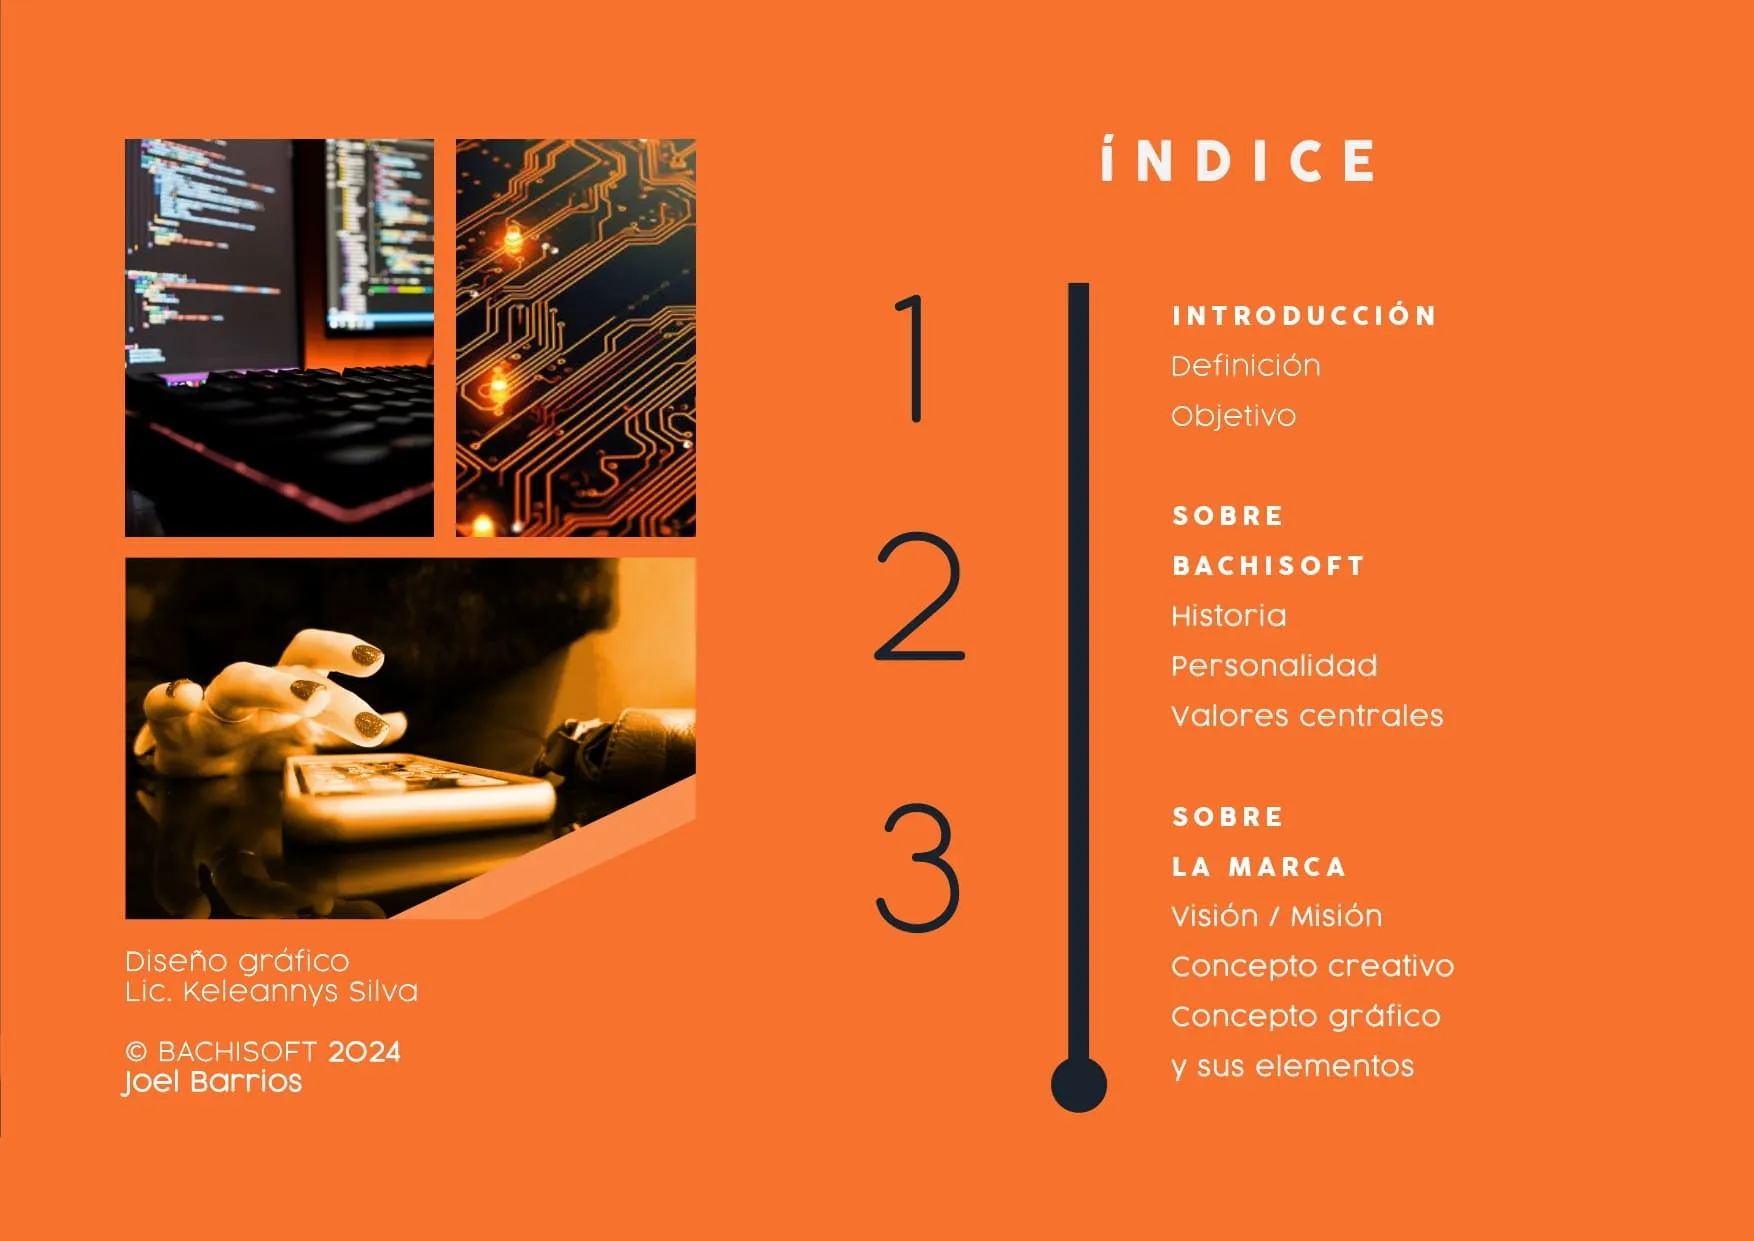 Diseño gráfico
Lic. Keleannys Silva
© BACHISOFT 2024
Joel Barrios
ÍNDICE
1
INTRODUCCIÓN
Definición
Objetivo
2
SOBRE
BACHISOFT
Historia
Personalidad
Valores centrales
3
SOBRE
LA MARCA
Visión / Misión
Concepto creativo
Concepto gráfico
y sus elementos